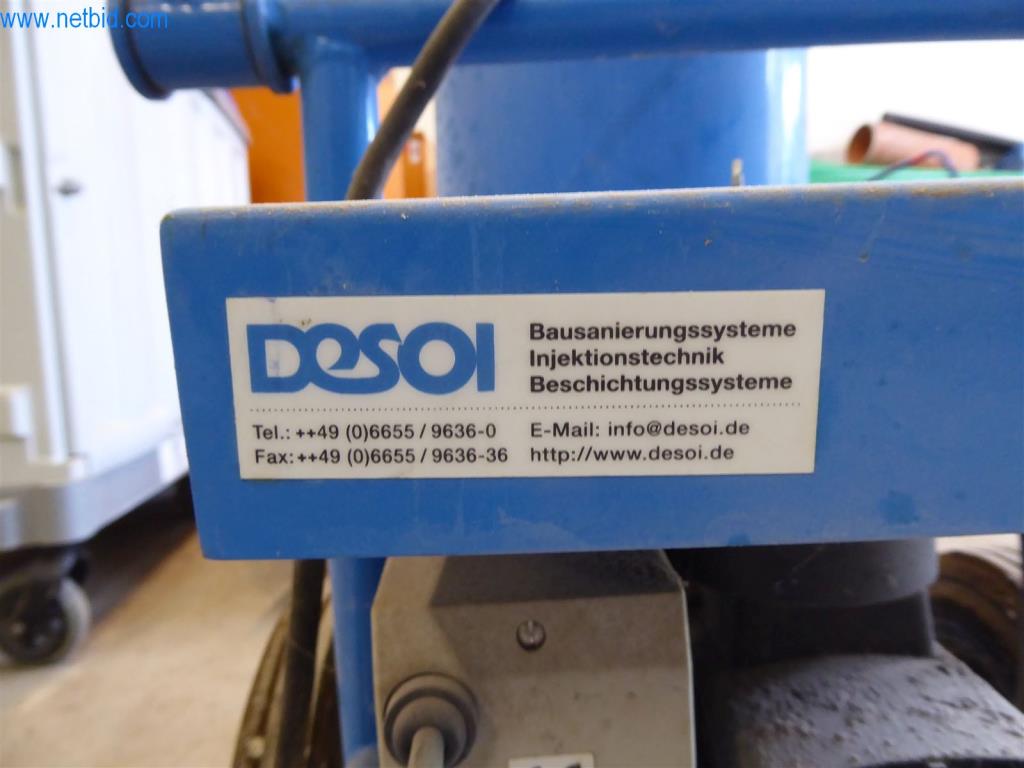 www.netbid.com
DESOI
Bausanierungssysteme
Injektionstechnik
Beschichtungssysteme
Tel.: ++49 (0)6655 / 9636-0
Fax: ++49 (0)6655 / 9636-36
E-Mail: info@desoi.de
http://www.desoi.de